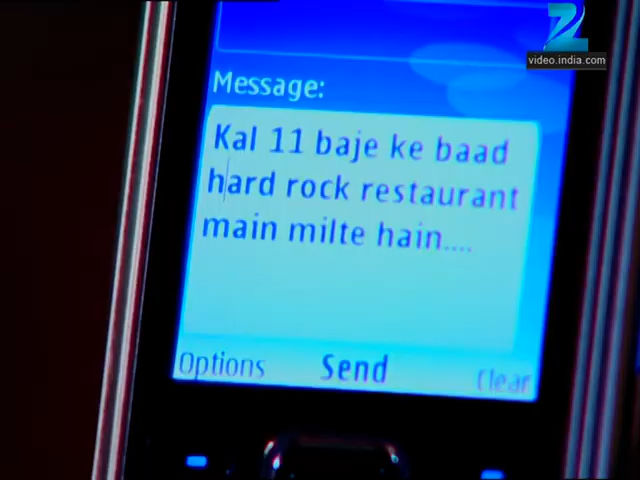 Z
video.india.com
Message:
Kal 11 baje ke baad
hard rock restaurant
main milte hain....
Options Send Clear